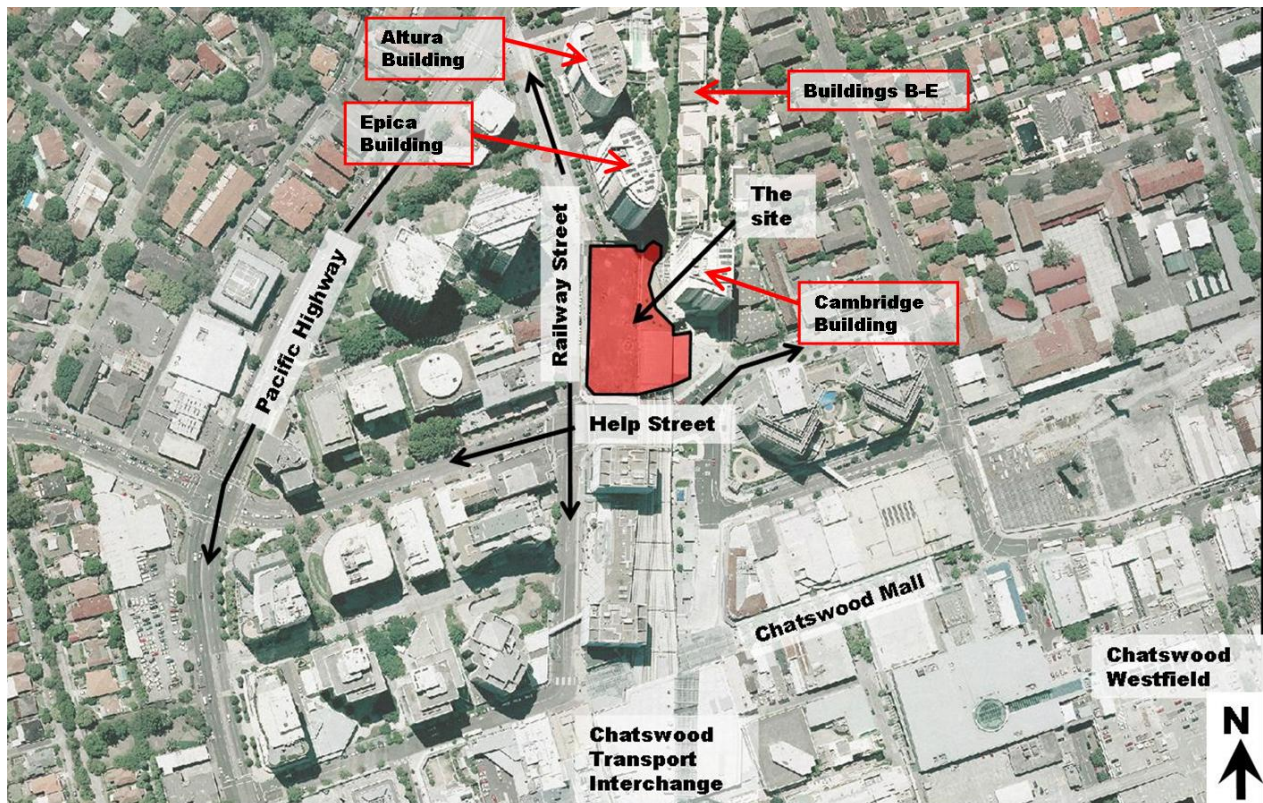 Altura
Building
Buildings B-E
Epica
Building
The
site
Pacific Highway
Railway Street
Cambridge
Building
Help Street
Chatswood Mall
Chatswood
Westfield
Chatswood
Transport
Interchange
N